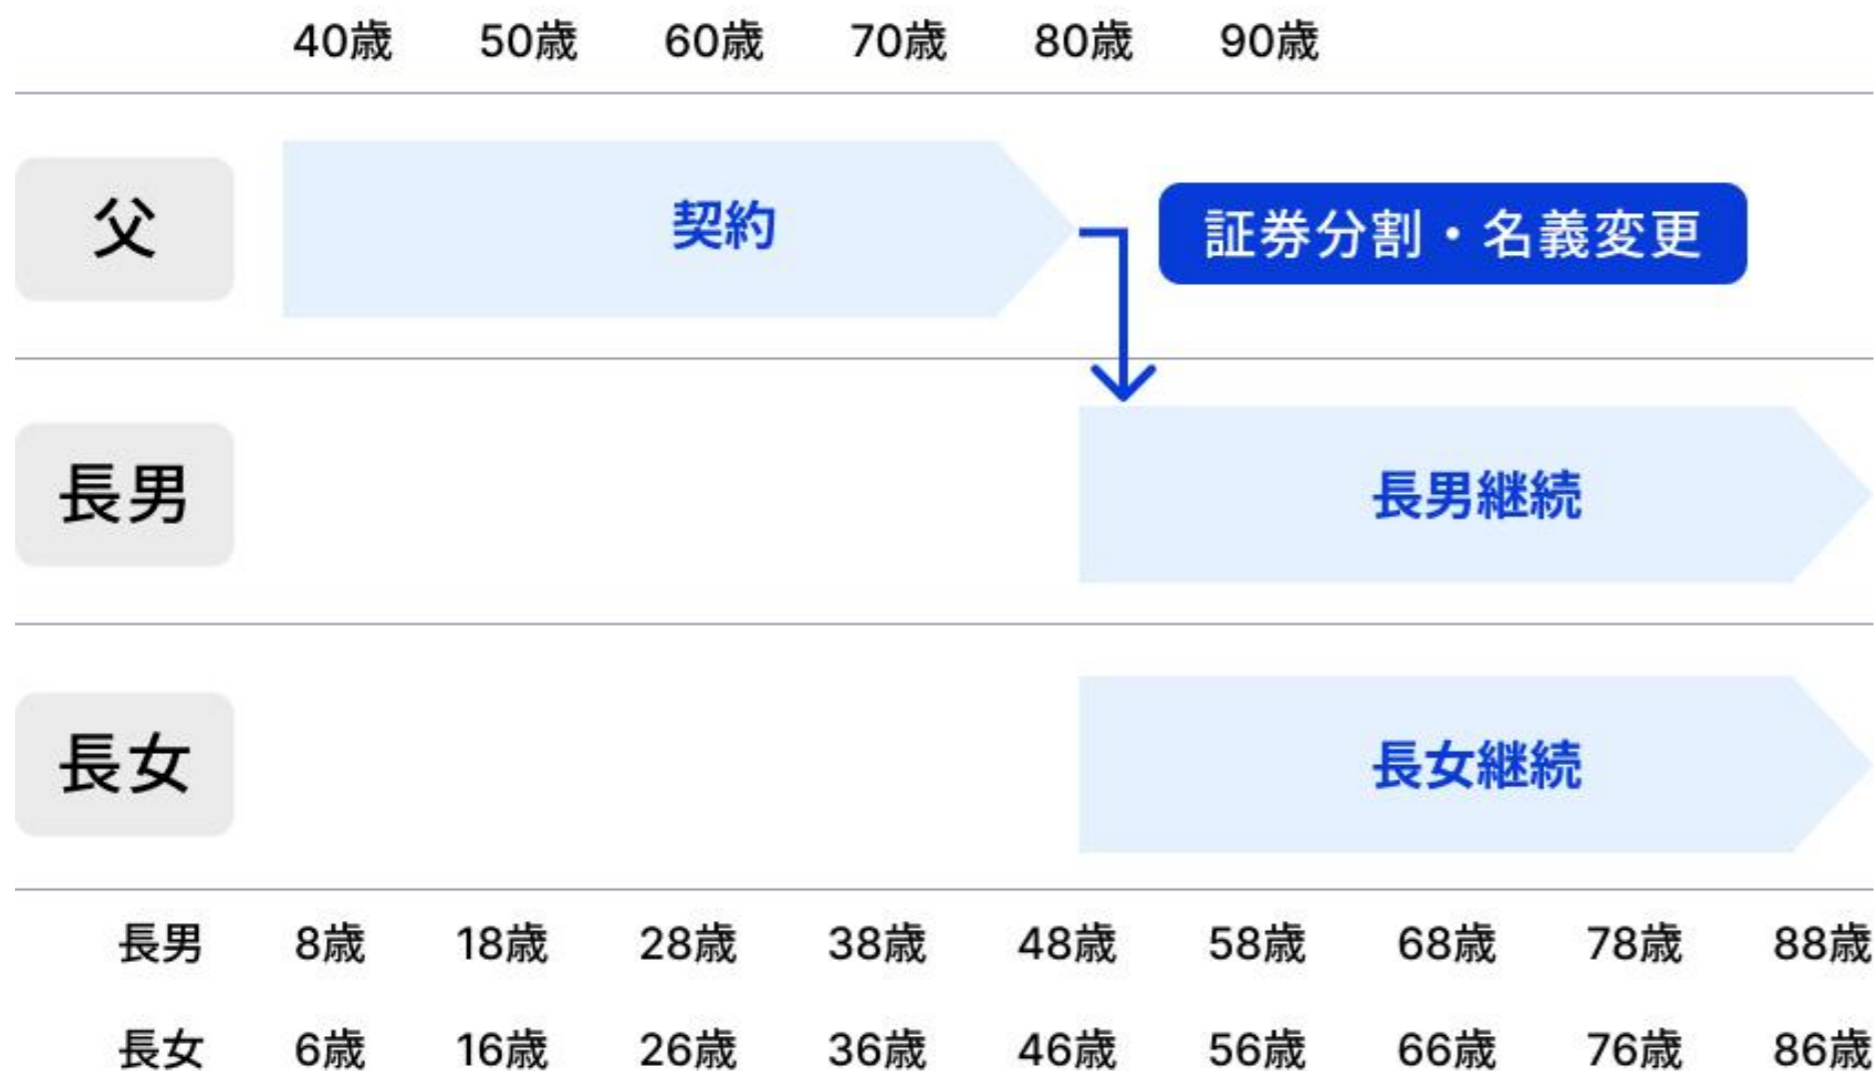 40歳 50歳 60歳 70歳 80歳 90歳
父 契約 証券分割・名義変更
長男 長男継続
長女 長女継続
長男 8歳 18歳 28歳 38歳 48歳 58歳 68歳 78歳 88歳
長女 6歳 16歳 26歳 36歳 46歳 56歳 66歳 76歳 86歳